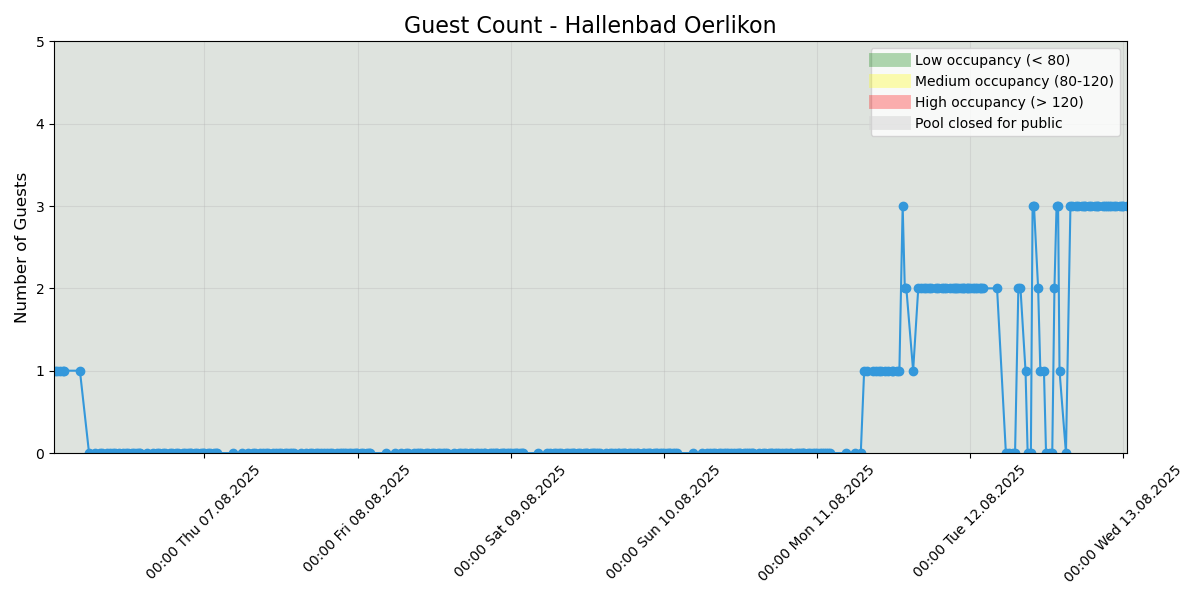 Guest Count - Hallenbad Oerlikon
Number of Guests
5
4
3
2
1
0
Low occupancy (< 80)
Medium occupancy (80-120)
High occupancy (> 120)
Pool closed for public
00:00 Thu 07.08.2025
00:00 Fri 08.08.2025
00:00 Sat 09.08.2025
00:00 Sun 10.08.2025
00:00 Mon 11.08.2025
00:00 Tue 12.08.2025
00:00 Wed 13.08.2025